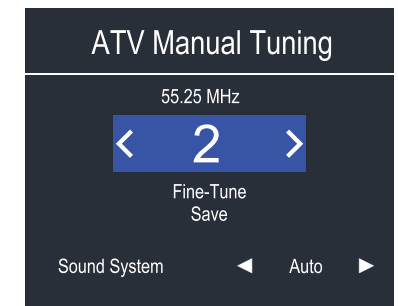 ATV Manual Tuning
55.25 MHz
2
Fine-Tune
Save
Sound System Auto